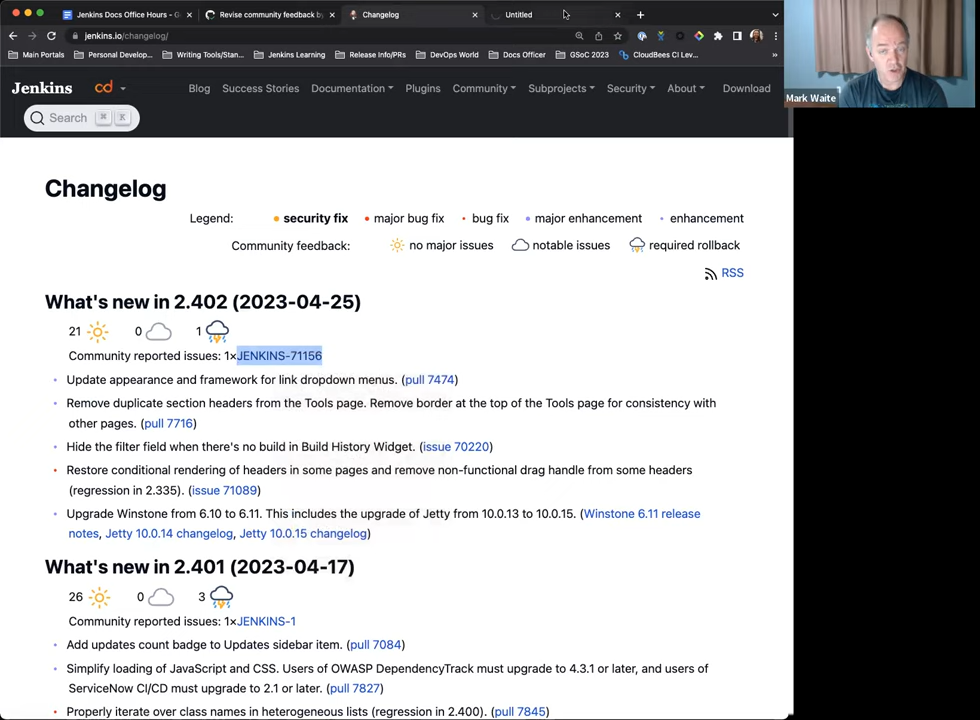 Jenkins Docs Office Hours - G
Revise community feedback by
Changelog
Untitled
jenkins.io/changelog/
Main Portals
Personal Develop...
Writing Tools/Stan...
Jenkins Learning
Release Info/PRs
DevOps World
Docs Officer
GSoC 2023
CloudBees CI Lev...
»
Mark Waite
Jenkins
cd
Blog
Success Stories
Documentation
Plugins
Community
Subprojects
Security
About
Download
Search ⌘ K
Changelog
Legend: security fix major bug fix bug fix major enhancement enhancement
Community feedback: no major issues notable issues required rollback
RSS
What's new in 2.402 (2023-04-25)
21 0 1
Community reported issues: 1×JENKINS-71156
Update appearance and framework for link dropdown menus. (pull 7474)
Remove duplicate section headers from the Tools page. Remove border at the top of the Tools page for consistency with
other pages. (pull 7716)
Hide the filter field when there's no build in Build History Widget. (issue 70220)
Restore conditional rendering of headers in some pages and remove non-functional drag handle from some headers
(regression in 2.335). (issue 71089)
Upgrade Winstone from 6.10 to 6.11. This includes the upgrade of Jetty from 10.0.13 to 10.0.15. (Winstone 6.11 release
notes, Jetty 10.0.14 changelog, Jetty 10.0.15 changelog)
What's new in 2.401 (2023-04-17)
26 0 3
Community reported issues: 1×JENKINS-1
Add updates count badge to Updates sidebar item. (pull 7084)
Simplify loading of JavaScript and CSS. Users of OWASP DependencyTrack must upgrade to 4.3.1 or later, and users of
ServiceNow CI/CD must upgrade to 2.1 or later. (pull 7827)
Properly iterate over class names in heterogeneous lists (regression in 2.400). (pull 7845)